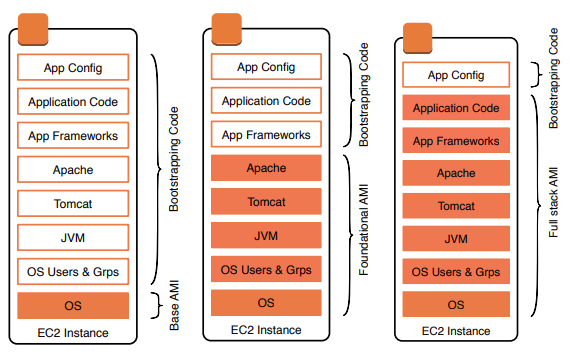 App Config
Application Code
App Frameworks
Apache
Tomcat
JVM
OS Users & Grps
OS
EC2 Instance
Bootstrapping Code
Base AMI
App Config
Application Code
App Frameworks
Apache
Tomcat
JVM
OS Users & Grps
OS
EC2 Instance
Bootstrapping Code
Foundational AMI
App Config
Application Code
App Frameworks
Apache
Tomcat
JVM
OS Users & Grps
OS
EC2 Instance
Bootstrapping Code
Full stack AMI